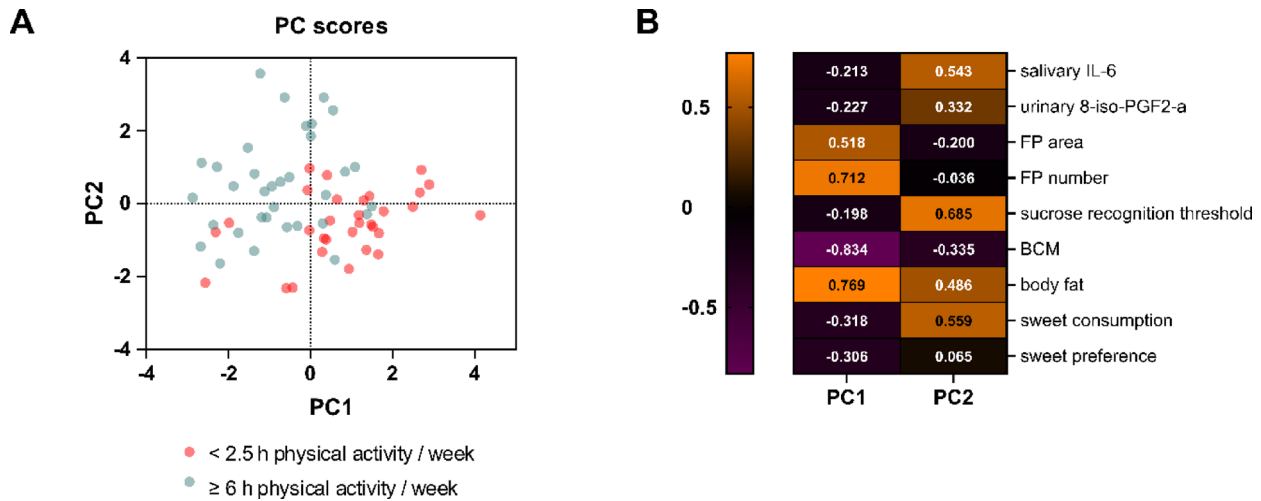 A
PC scores
4
2
0
-2
-4
PC2
-4
-2
0
2
4
PC1
< 2.5 h physical activity / week
≥ 6 h physical activity / week
B
0.5
0
-0.5
-0.213 0.543 salivary IL-6
-0.227 0.332 urinary 8-iso-PGF2-a
0.518 -0.200 FP area
0.712 -0.036 FP number
-0.198 0.685 sucrose recognition threshold
-0.834 -0.335 BCM
0.769 0.486 body fat
-0.318 0.559 sweet consumption
-0.306 0.065 sweet preference
PC1 PC2